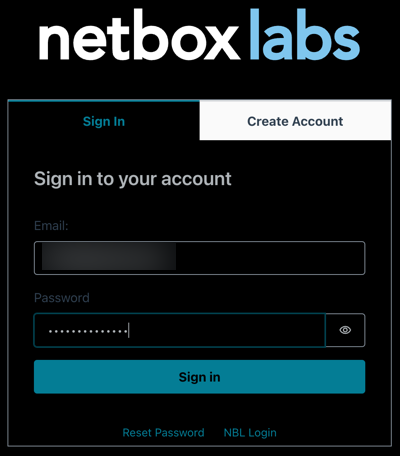 netbox labs
Sign In
Create Account
Sign in to your account
Email:
Password
Sign in
Reset Password
NBL Login